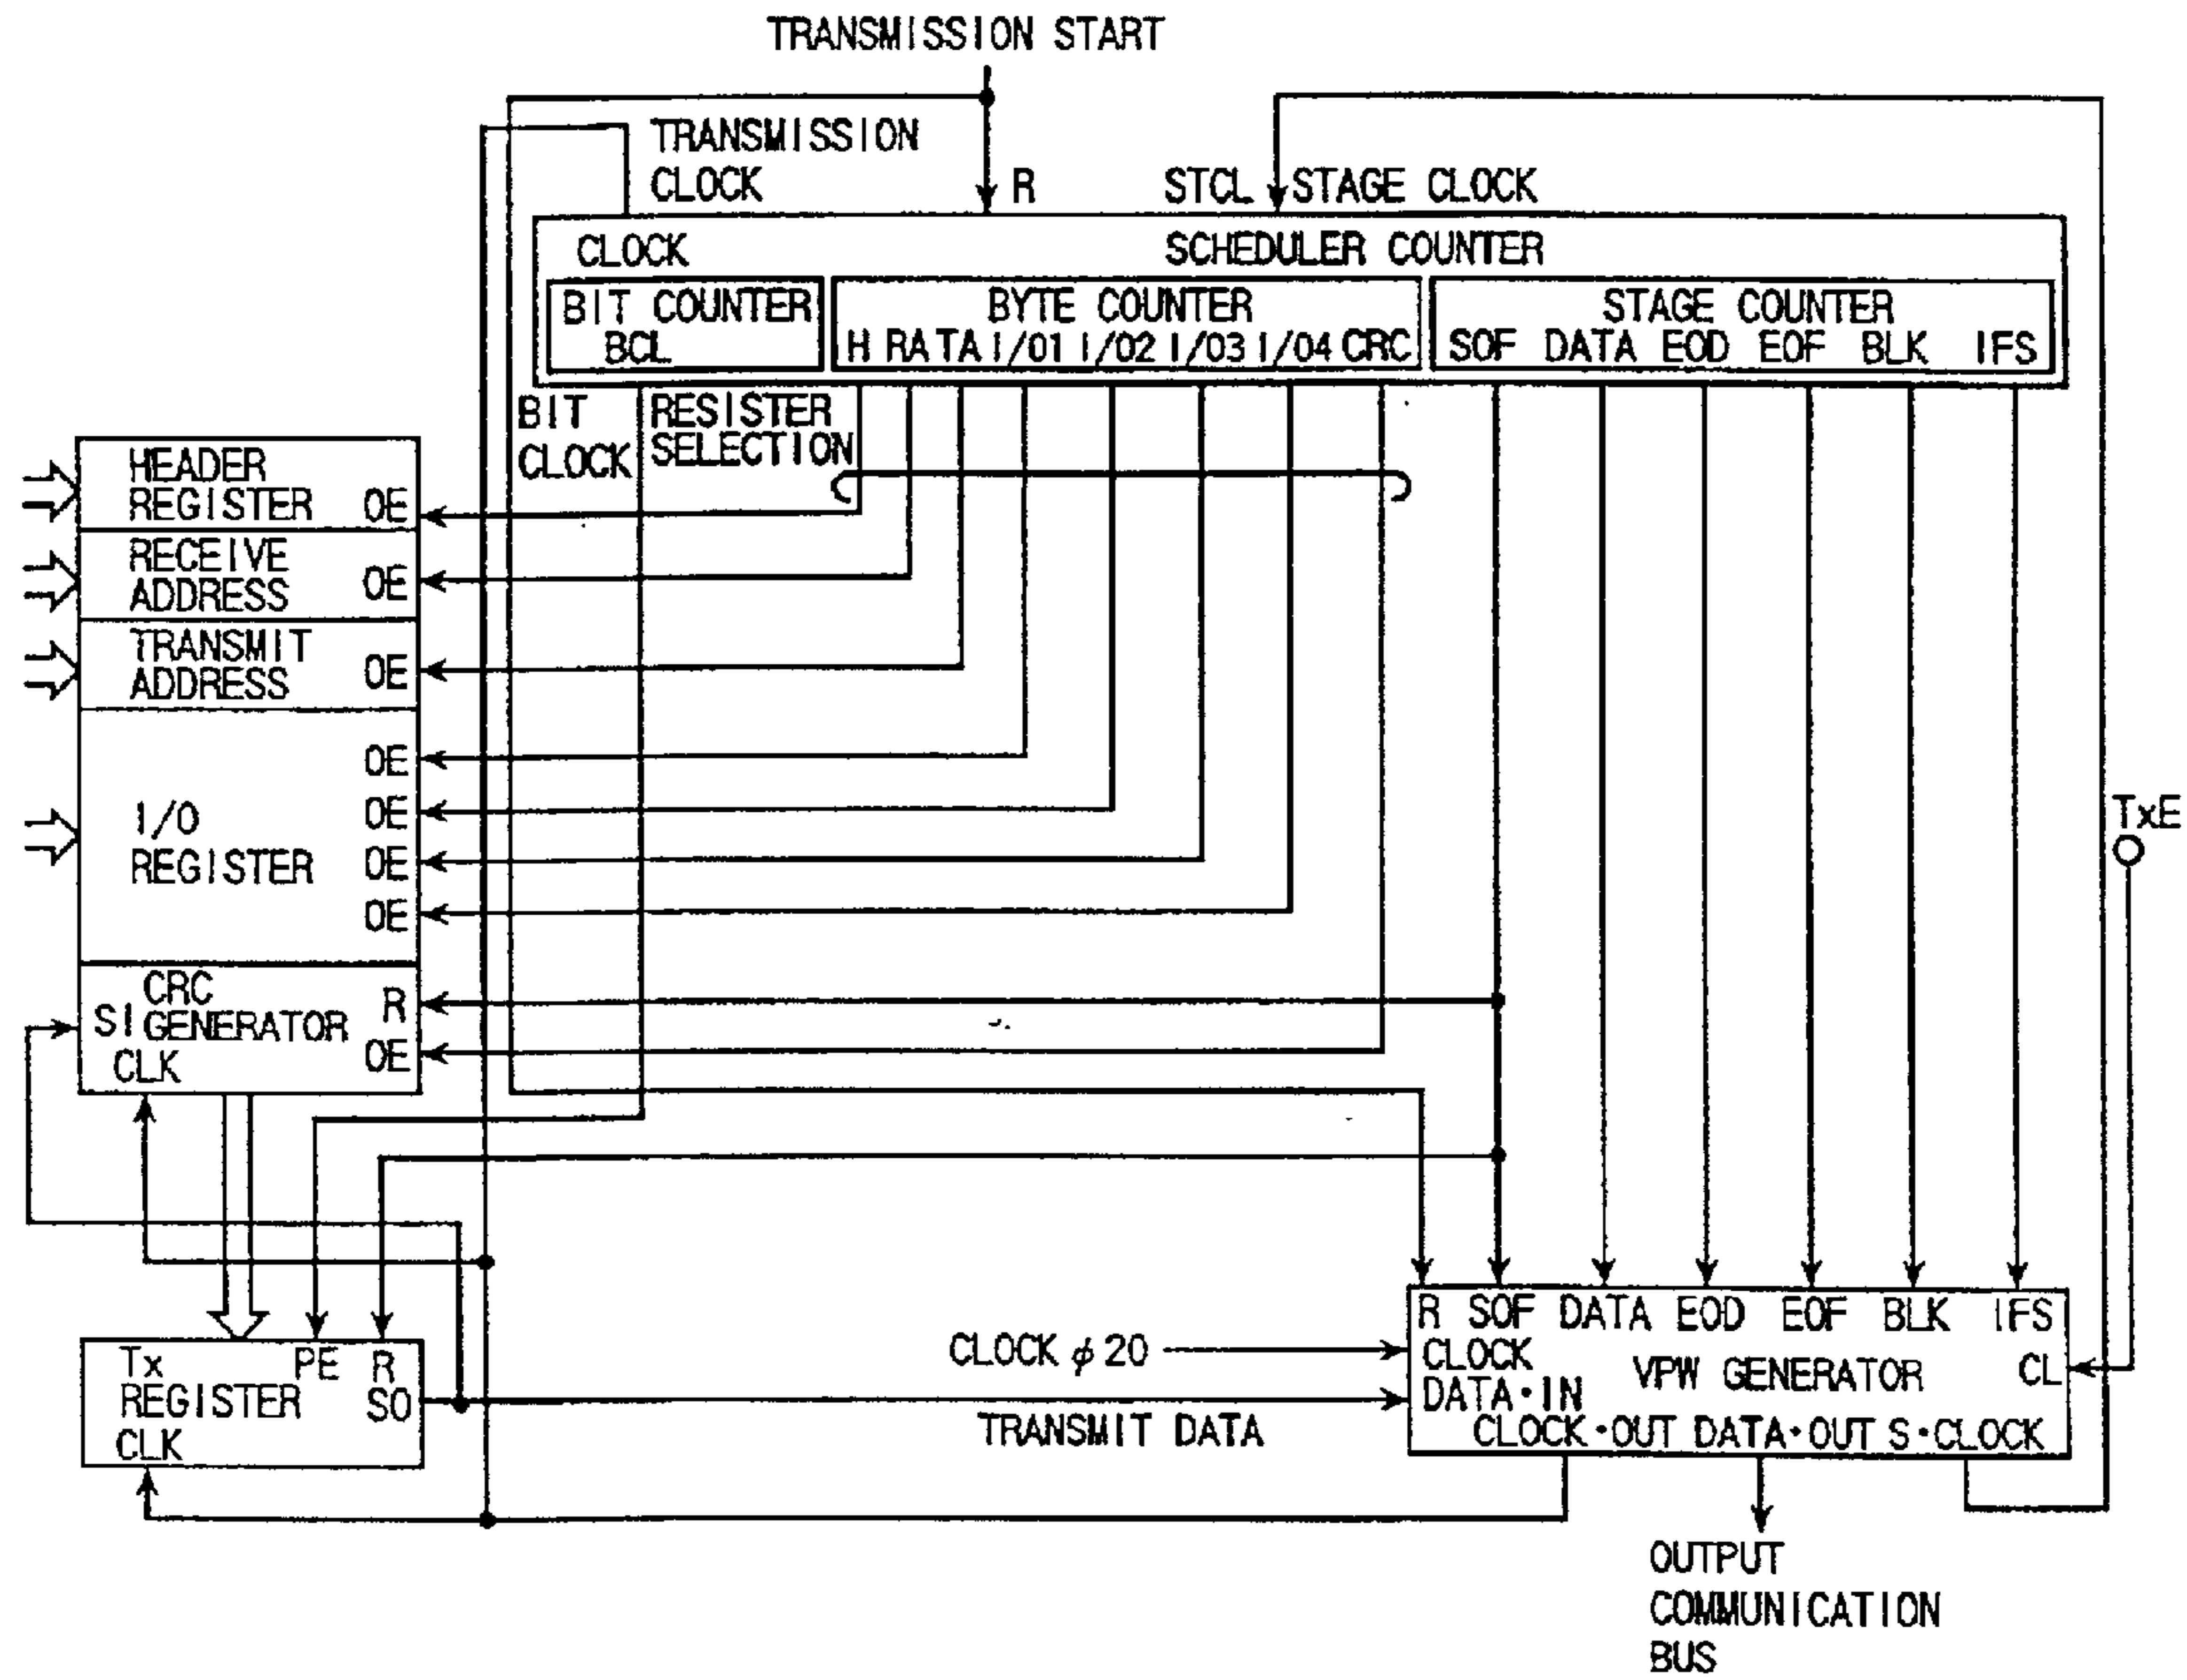 TRANSMISSION START
TRANSMISSION
CLOCK
R
STCL
STAGE CLOCK
CLOCK
SCHEDULER COUNTER
BIT COUNTER
BCL
BYTE COUNTER
H RA TA I/01 I/02 I/03 I/04 CRC
STAGE COUNTER
SOF DATA EOD EOF BLK IFS
BIT
CLOCK
RESISTER
SELECTION
HEADER
REGISTER
OE
RECEIVE
ADDRESS
OE
TRANSMIT
ADDRESS
OE
OE
I/O
REGISTER
OE
OE
OE
CRC
GENERATOR
SI
CLK
R
OE
TxE
Tx
REGISTER
CLK
PE
R
SO
CLOCK φ20
TRANSMIT DATA
R SOF DATA EOD EOF BLK IFS
CLOCK
VPW GENERATOR
CL
DATA·IN
CLOCK·OUT DATA·OUT S·CLOCK
OUTPUT
COMMUNICATION
BUS